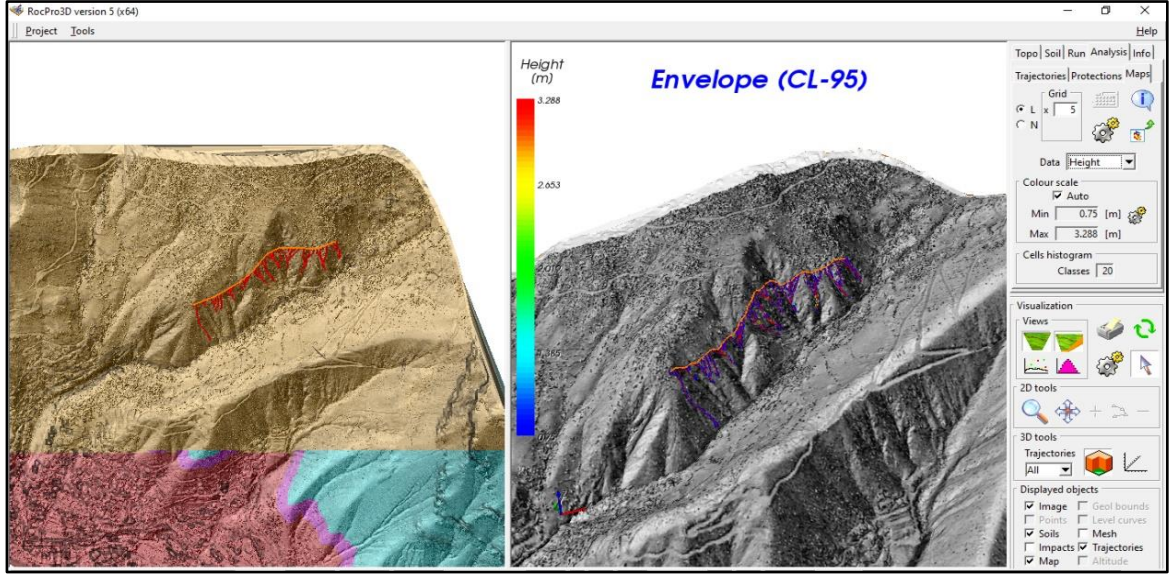 RocPro3D version 5 (x64)
Project Tools Help
Height
(m)
Envelope (CL-95)
3.288
2.653
Topo Soil Run Analysis Info
Trajectories Protections Maps
Grid
L x 5
N
Data Height
Colour scale
Auto
Min 0.75 [m]
Max 3.288 [m]
Cells histogram
Classes 20
Visualization
Views
2D tools
3D tools
Trajectories
All
Displayed objects
Image Geol bounds
Points Level curves
Soils Mesh
Impacts Trajectories
Map Altitude